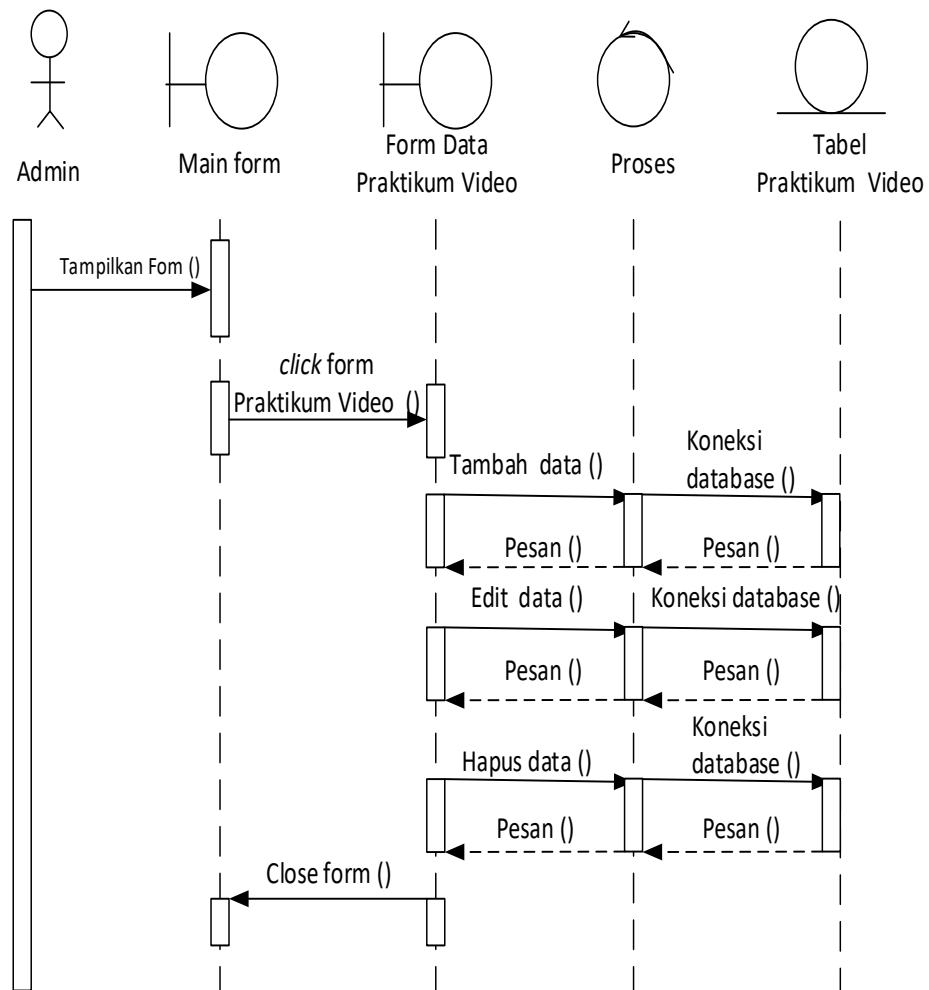 Admin
Main form
Form Data
Praktikum Video
Proses
Tabel
Praktikum Video
Tampilkan Fom ()
click form
Praktikum Video ()
Tambah data ()
Koneksi
database ()
Pesan ()
Pesan ()
Edit data ()
Koneksi database ()
Pesan ()
Pesan ()
Hapus data ()
Koneksi
database ()
Pesan ()
Pesan ()
Close form ()